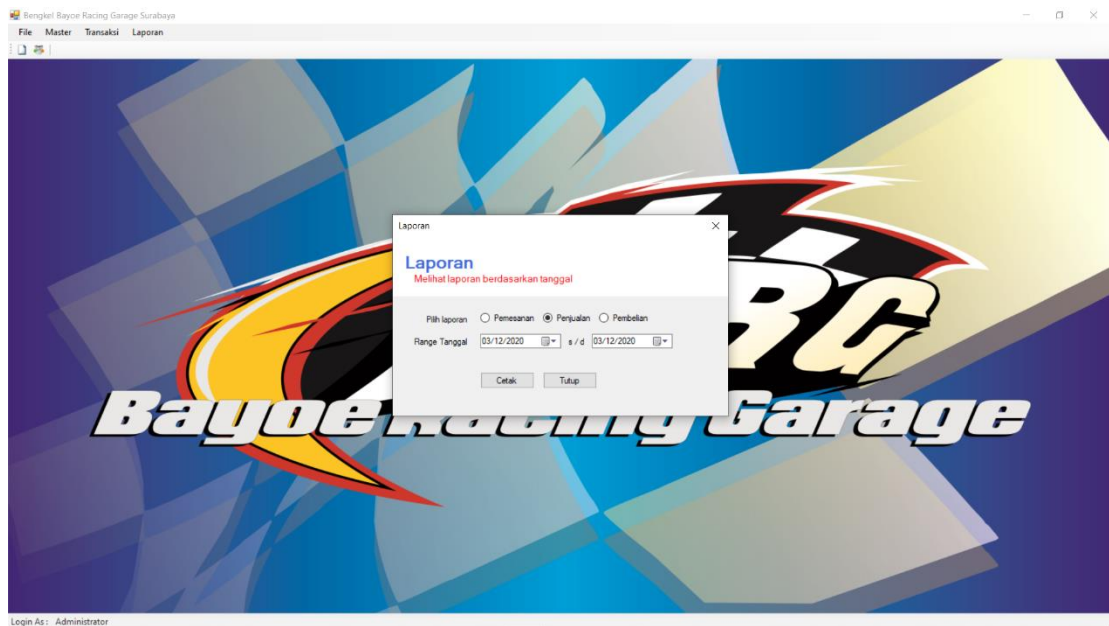 Bengkel Bayoe Racing Garage Surabaya
File Master Transaksi Laporan
Laporan
Laporan
Melihat laporan berdasarkan tanggal
Pilih laporan Pemesanan Penjualan Pembelian
Range Tanggal 03/12/2020 s / d 03/12/2020
Cetak Tutup
RG
Bayoe Racing Garage
Login As : Administrator